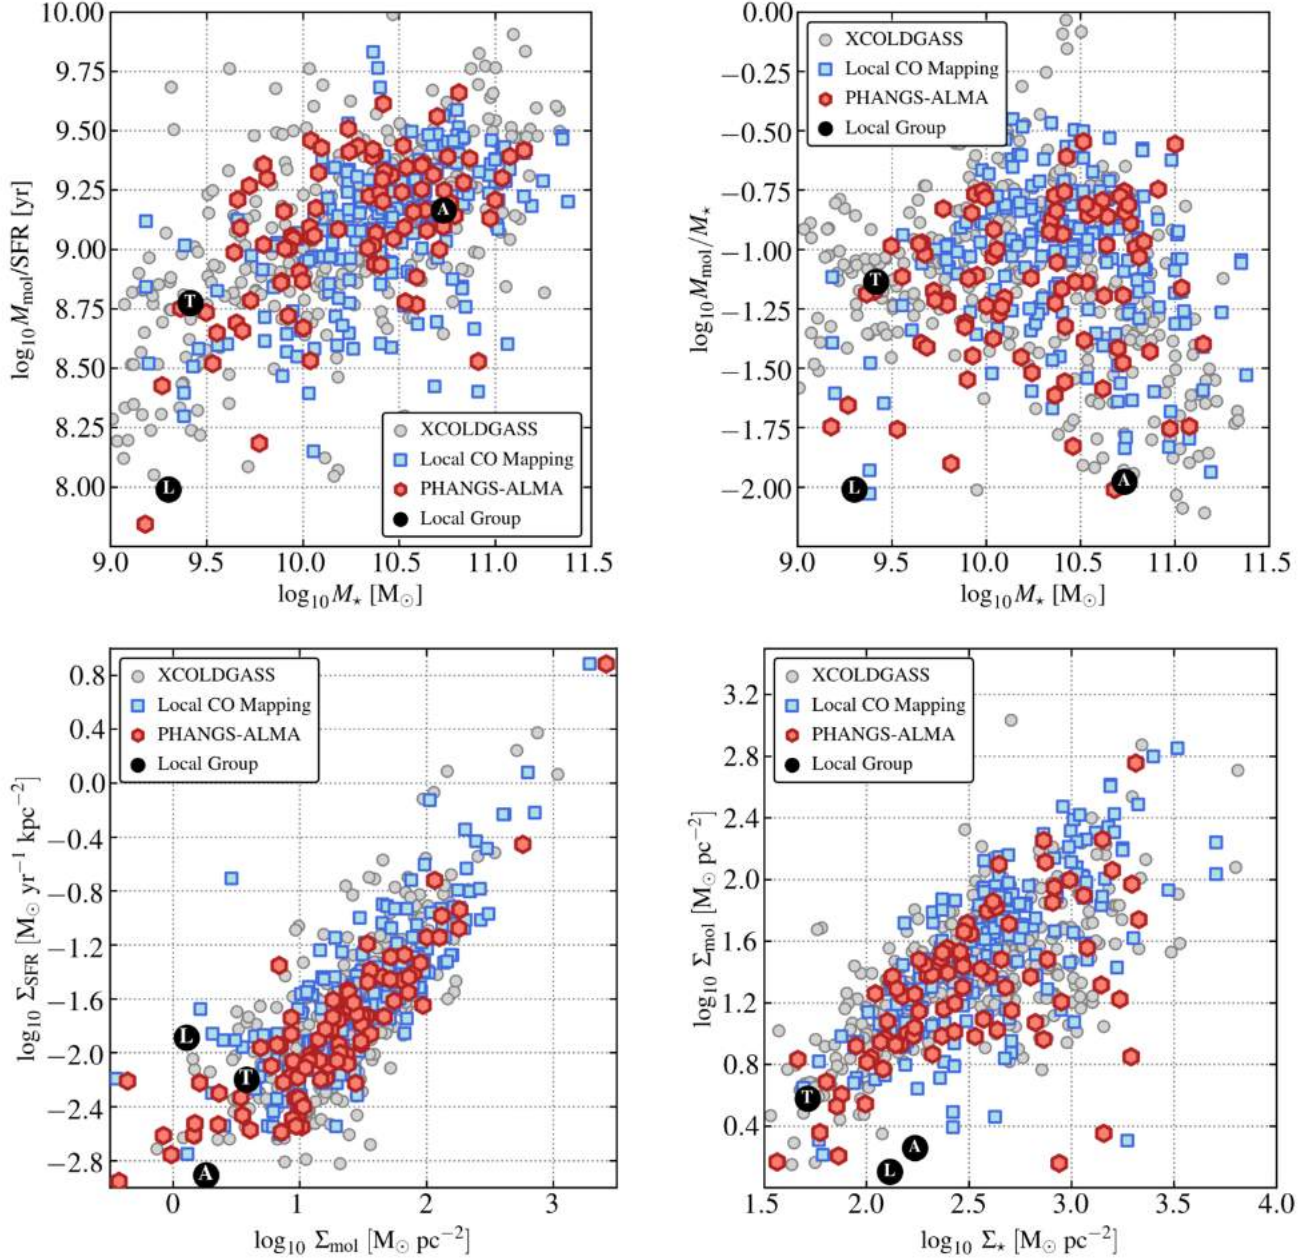 10.00
9.75
9.50
9.25
9.00
8.75
8.50
8.25
8.00
log₁₀ M_mol/SFR [yr]
A
T
L
XCOLDGASS
Local CO Mapping
PHANGS-ALMA
Local Group
9.0 9.5 10.0 10.5 11.0 11.5
log₁₀ M⋆ [M⊙]
0.00
−0.25
−0.50
−0.75
−1.00
−1.25
−1.50
−1.75
−2.00
log₁₀ M_mol/M⋆
XCOLDGASS
Local CO Mapping
PHANGS-ALMA
Local Group
T
L
A
9.0 9.5 10.0 10.5 11.0 11.5
log₁₀ M⋆ [M⊙]
0.8
0.4
0.0
−0.4
−0.8
−1.2
−1.6
−2.0
−2.4
−2.8
log₁₀ Σ_SFR [M⊙ yr⁻¹ kpc⁻²]
XCOLDGASS
Local CO Mapping
PHANGS-ALMA
Local Group
L
T
A
0 1 2 3
log₁₀ Σ_mol [M⊙ pc⁻²]
3.2
2.8
2.4
2.0
1.6
1.2
0.8
0.4
log₁₀ Σ_mol [M⊙ pc⁻²]
XCOLDGASS
Local CO Mapping
PHANGS-ALMA
Local Group
T
A
L
1.5 2.0 2.5 3.0 3.5 4.0
log₁₀ Σ⋆ [M⊙ pc⁻²]